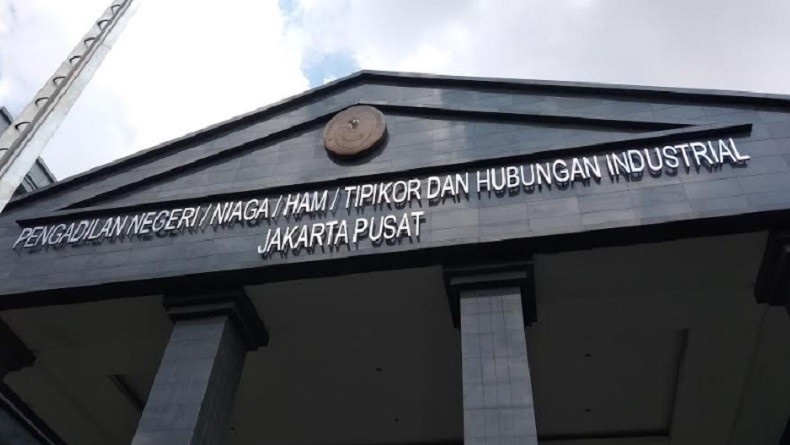 PENGADILAN NEGERI / NIAGA / HAM / TIPIKOR DAN HUBUNGAN INDUSTRIAL
JAKARTA PUSAT